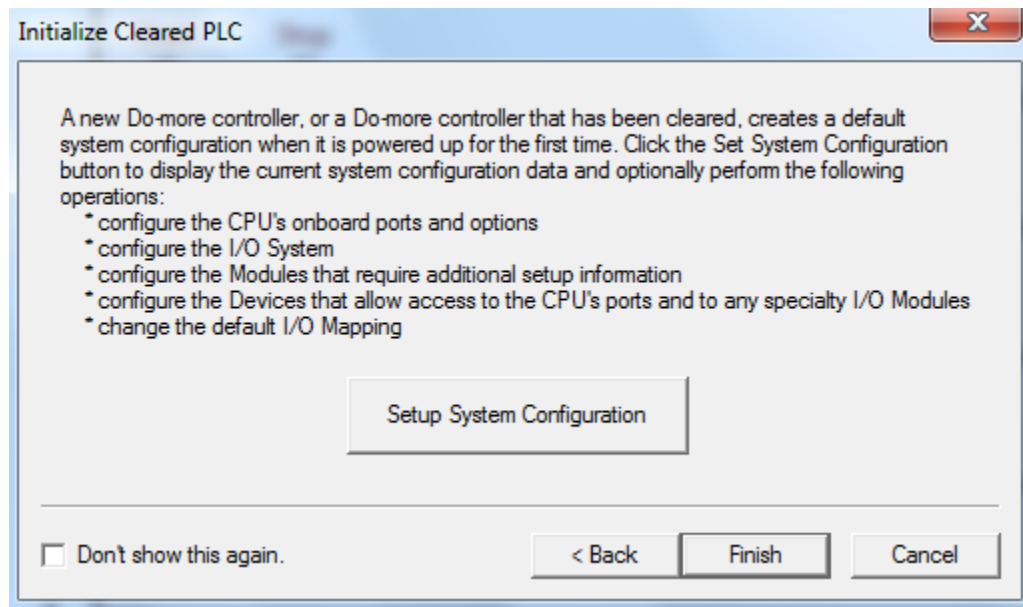 Initialize Cleared PLC
A new Do-more controller, or a Do-more controller that has been cleared, creates a default
system configuration when it is powered up for the first time. Click the Set System Configuration
button to display the current system configuration data and optionally perform the following
operations:
* configure the CPU's onboard ports and options
* configure the I/O System
* configure the Modules that require additional setup information
* configure the Devices that allow access to the CPU's ports and to any specialty I/O Modules
* change the default I/O Mapping
Setup System Configuration
Don't show this again.
< Back
Finish
Cancel